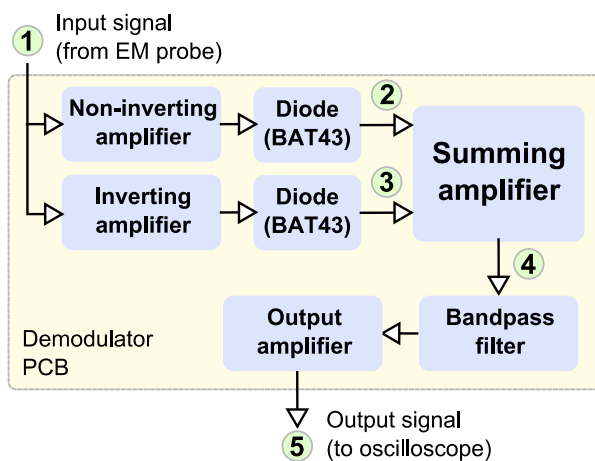 1
Input signal
(from EM probe)
Non-inverting
amplifier
Diode
(BAT43)
2
Inverting
amplifier
Diode
(BAT43)
3
Summing
amplifier
4
Bandpass
filter
Output
amplifier
Demodulator
PCB
5
Output signal
(to oscilloscope)